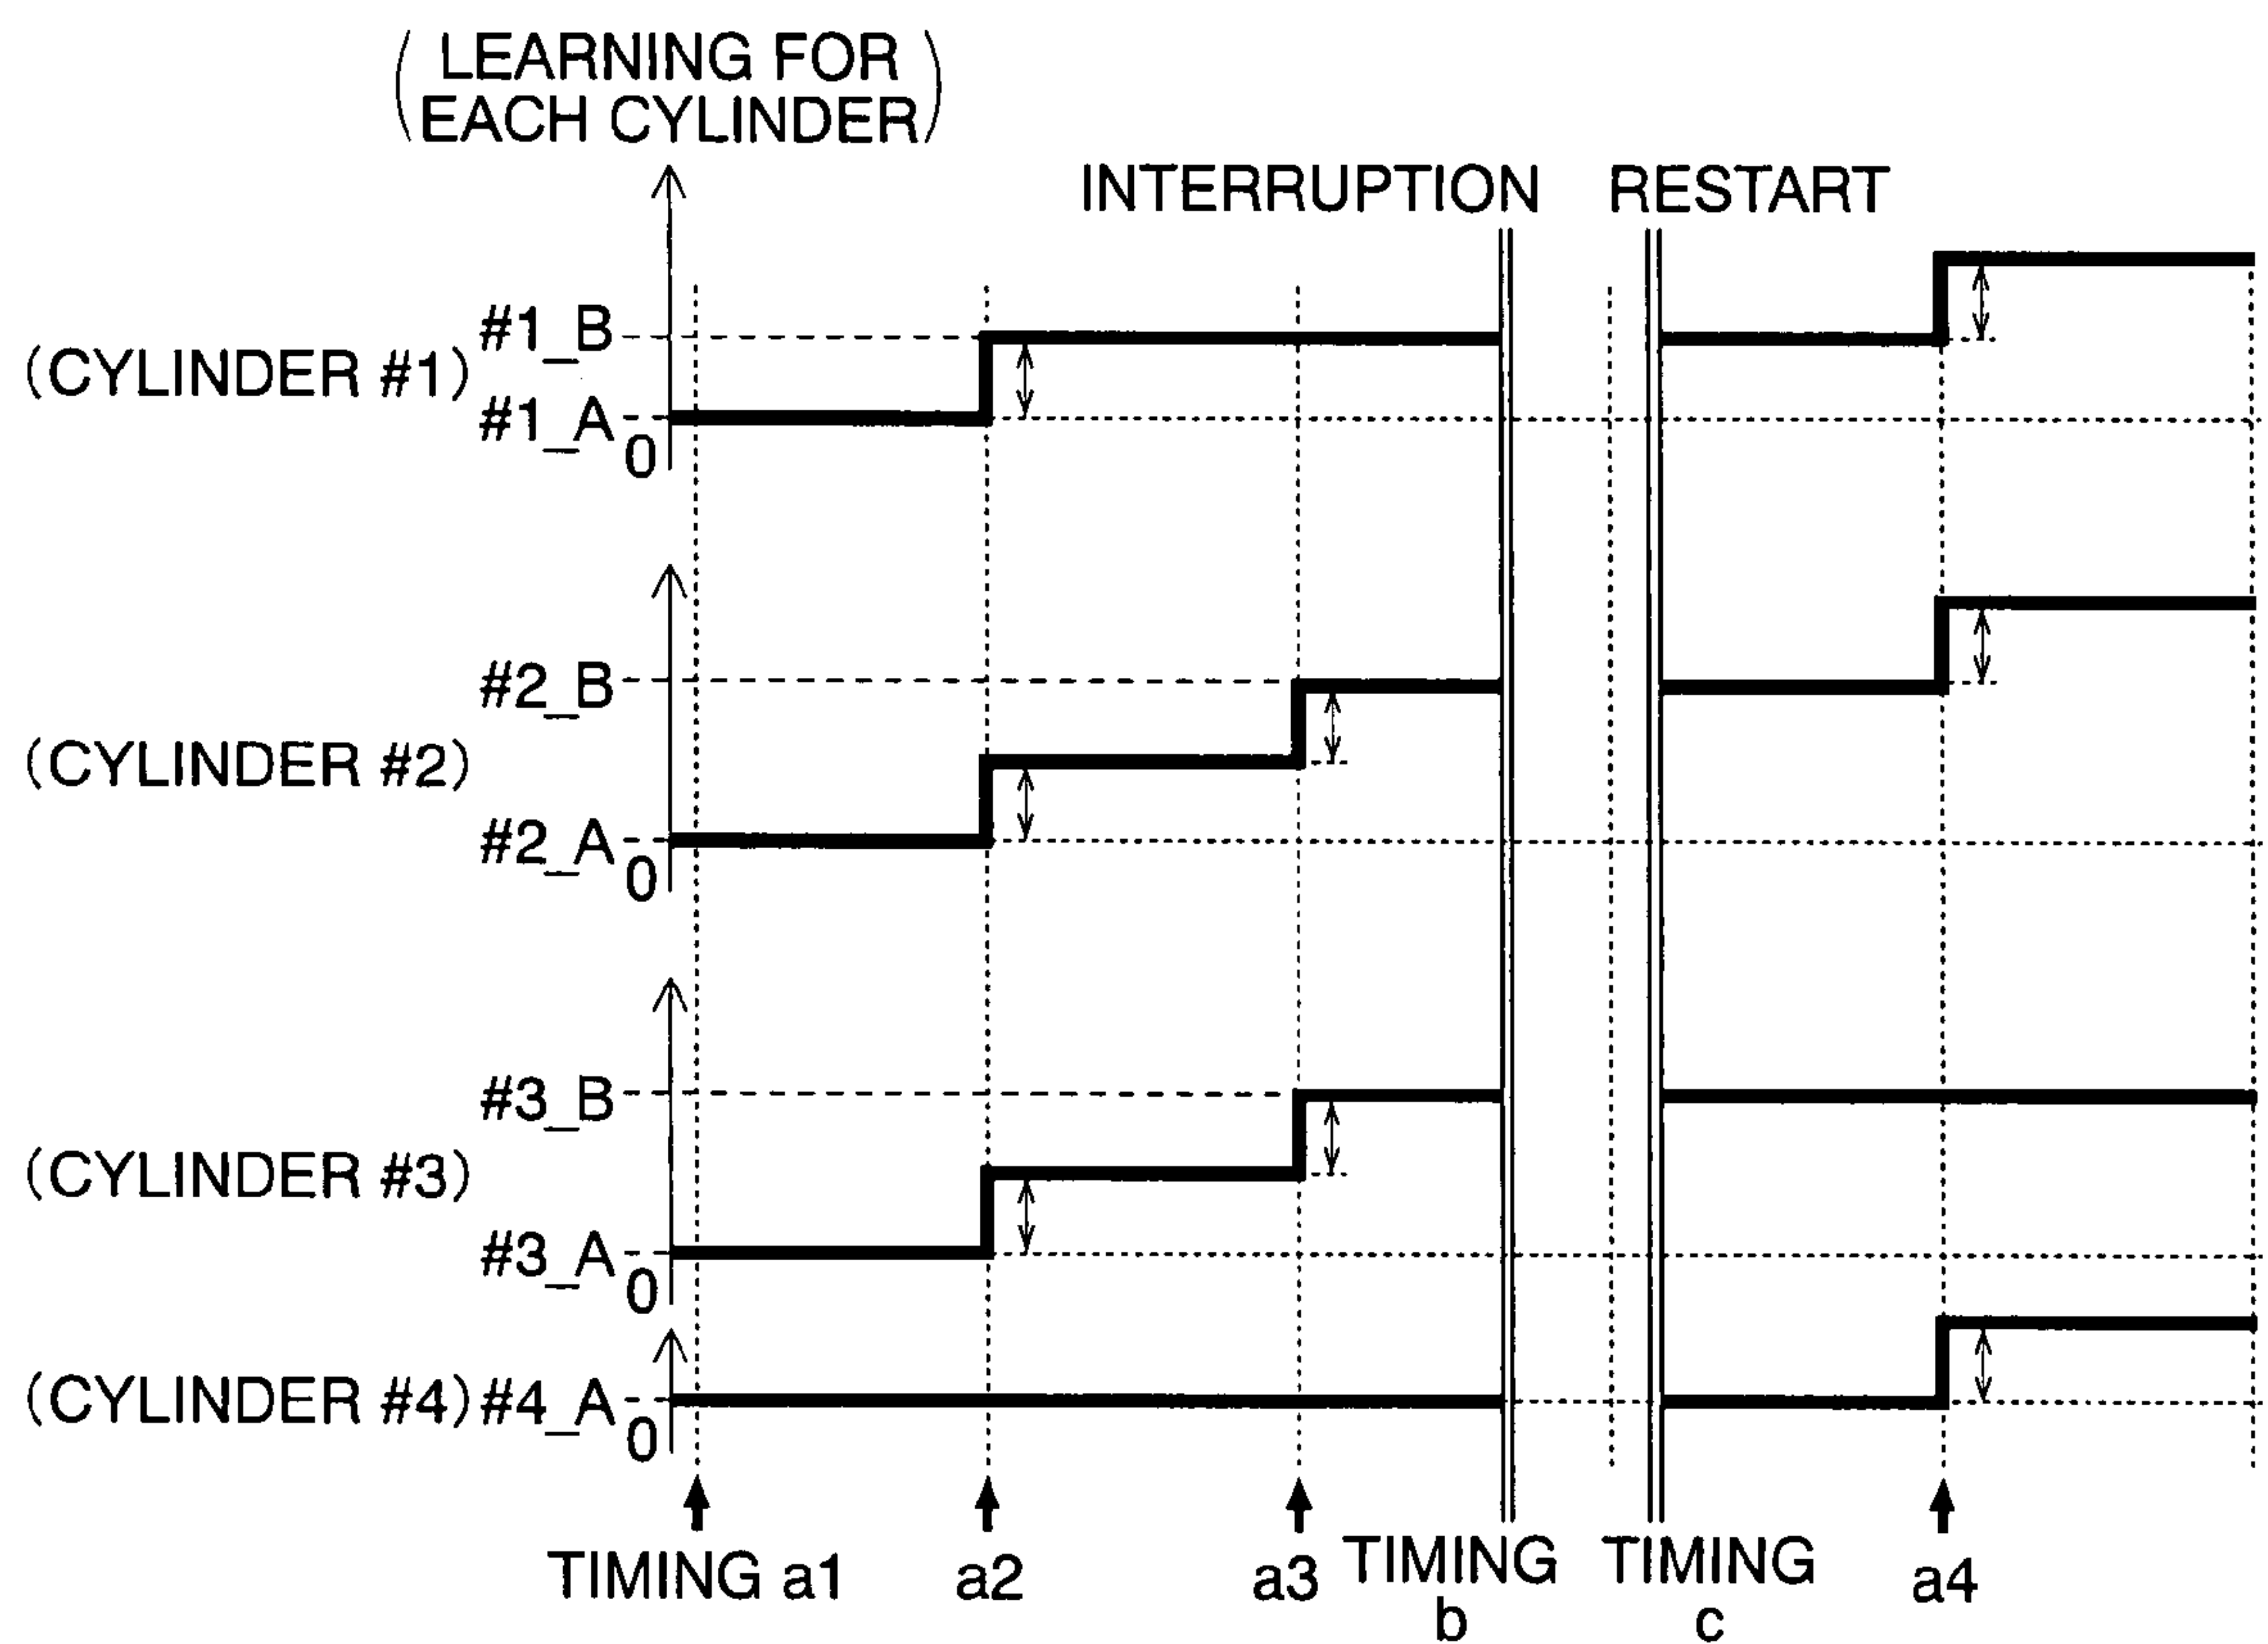 (LEARNING FOR
EACH CYLINDER)
INTERRUPTION RESTART
(CYLINDER #1)
#1_B
#1_A
0
(CYLINDER #2)
#2_B
#2_A
0
(CYLINDER #3)
#3_B
#3_A
0
(CYLINDER #4) #4_A
0
TIMING a1
a2
a3
TIMING
b
TIMING
c
a4